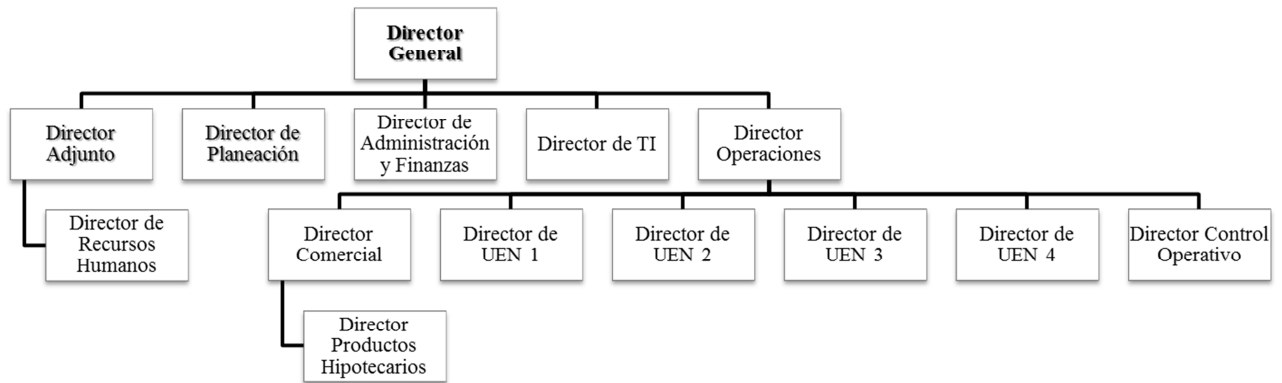 Director
General
Director
Adjunto
Director de
Planeación
Director de
Administración
y Finanzas
Director de TI
Director
Operaciones
Director de
Recursos
Humanos
Director
Comercial
Director de
UEN 1
Director de
UEN 2
Director de
UEN 3
Director de
UEN 4
Director Control
Operativo
Director
Productos
Hipotecarios